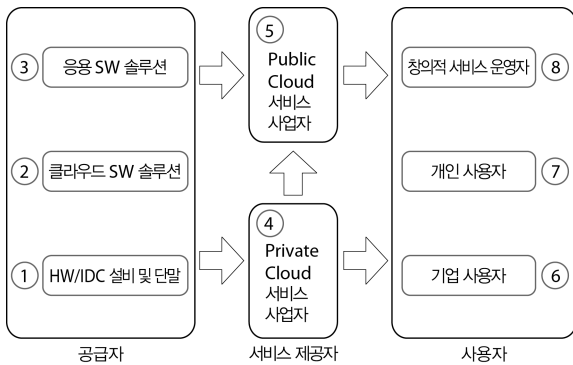 ③ 응용 SW 솔루션
② 클라우드 SW 솔루션
① HW/IDC 설비 및 단말
공급자
⑤
Public
Cloud
서비스
사업자
④
Private
Cloud
서비스
사업자
서비스 제공자
창의적 서비스 운영자 ⑧
개인 사용자 ⑦
기업 사용자 ⑥
사용자